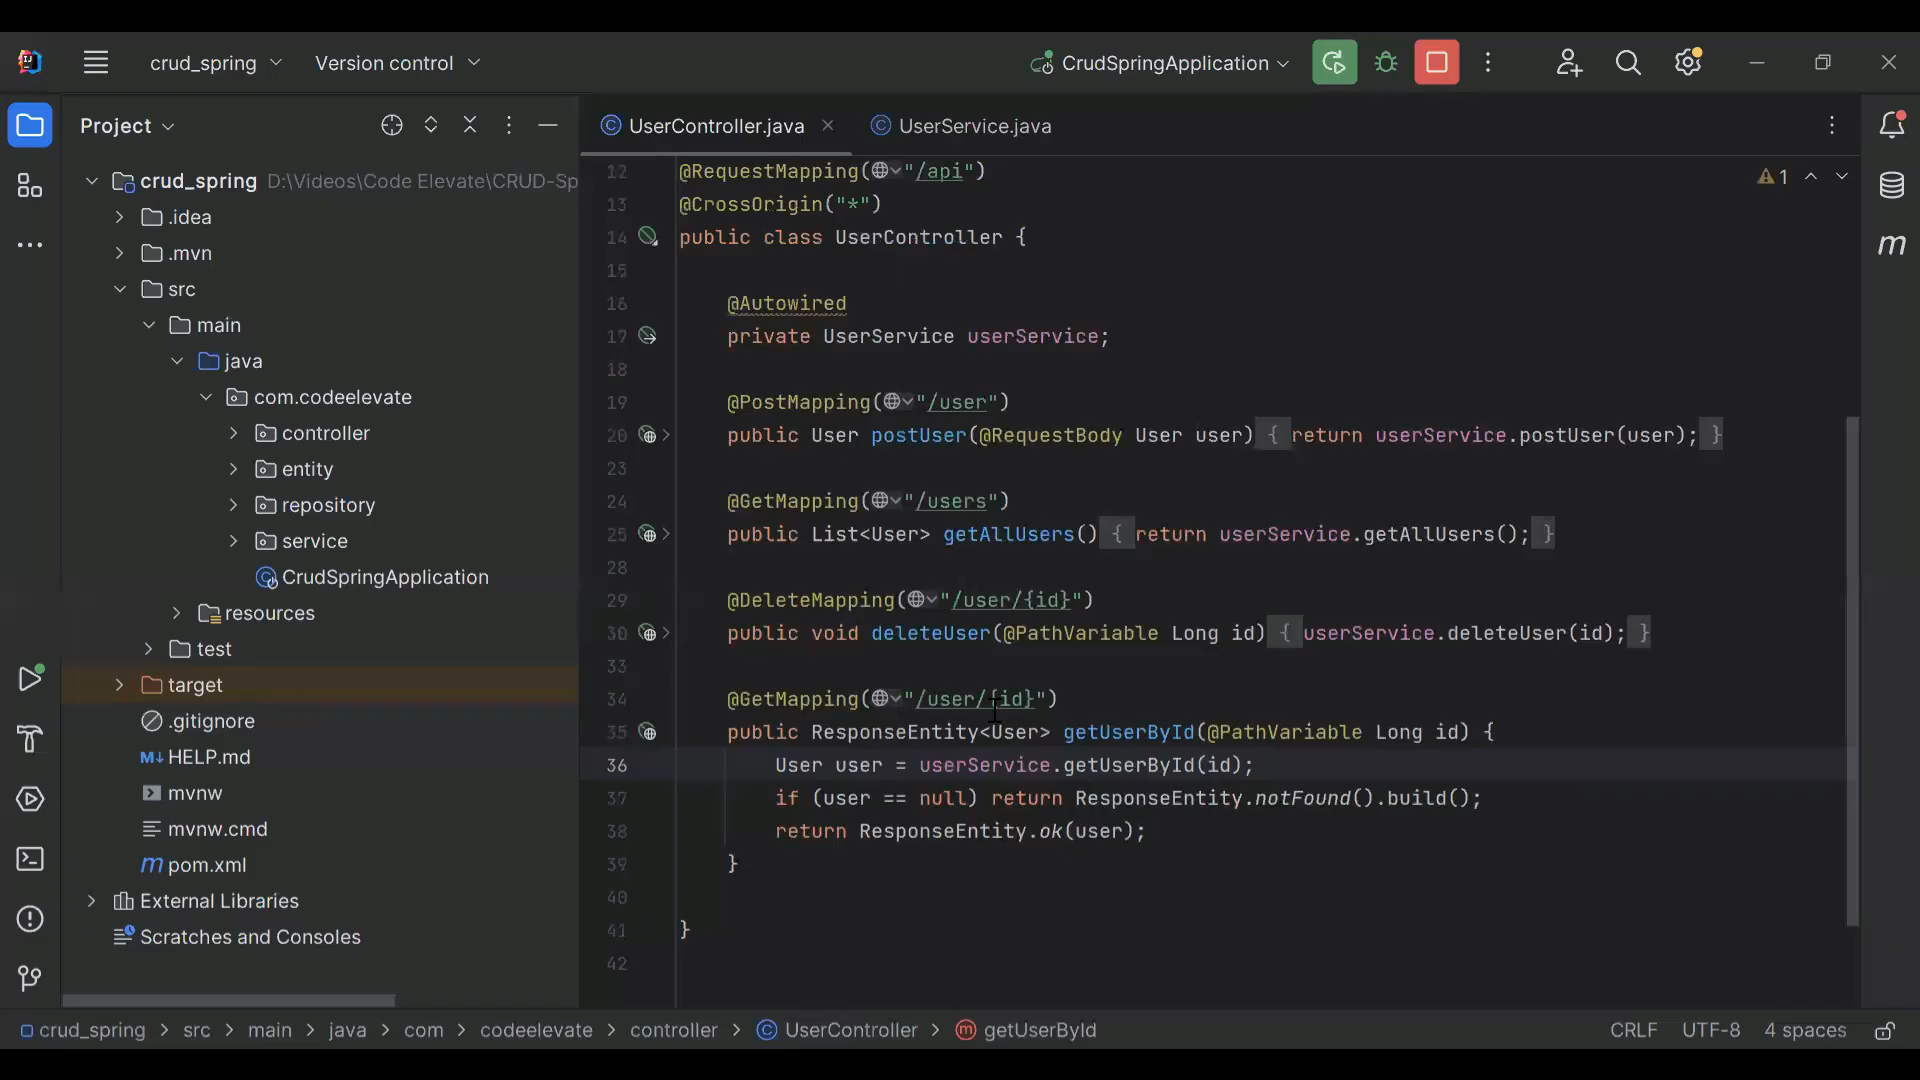 crud_spring
Version control
CrudSpringApplication
Project
UserController.java
UserService.java
crud_spring D:\Videos\Code Elevate\CRUD-Sp
.idea
.mvn
src
main
java
com.codeelevate
controller
entity
repository
service
CrudSpringApplication
resources
test
target
.gitignore
M↓ HELP.md
mvnw
mvnw.cmd
m pom.xml
External Libraries
Scratches and Consoles
12 @RequestMapping("/api")
13 @CrossOrigin("*")
14 public class UserController {
15
16 @Autowired
17 private UserService userService;
18
19 @PostMapping("/user")
20 public User postUser(@RequestBody User user) { return userService.postUser(user); }
23
24 @GetMapping("/users")
25 public List<User> getAllUsers() { return userService.getAllUsers(); }
28
29 @DeleteMapping("/user/{id}")
30 public void deleteUser(@PathVariable Long id) { userService.deleteUser(id); }
33
34 @GetMapping("/user/{id}")
35 public ResponseEntity<User> getUserById(@PathVariable Long id) {
36 User user = userService.getUserById(id);
37 if (user == null) return ResponseEntity.notFound().build();
38 return ResponseEntity.ok(user);
39 }
40
41 }
42
1
m
crud_spring > src > main > java > com > codeelevate > controller > UserController > getUserById
CRLF UTF-8 4 spaces